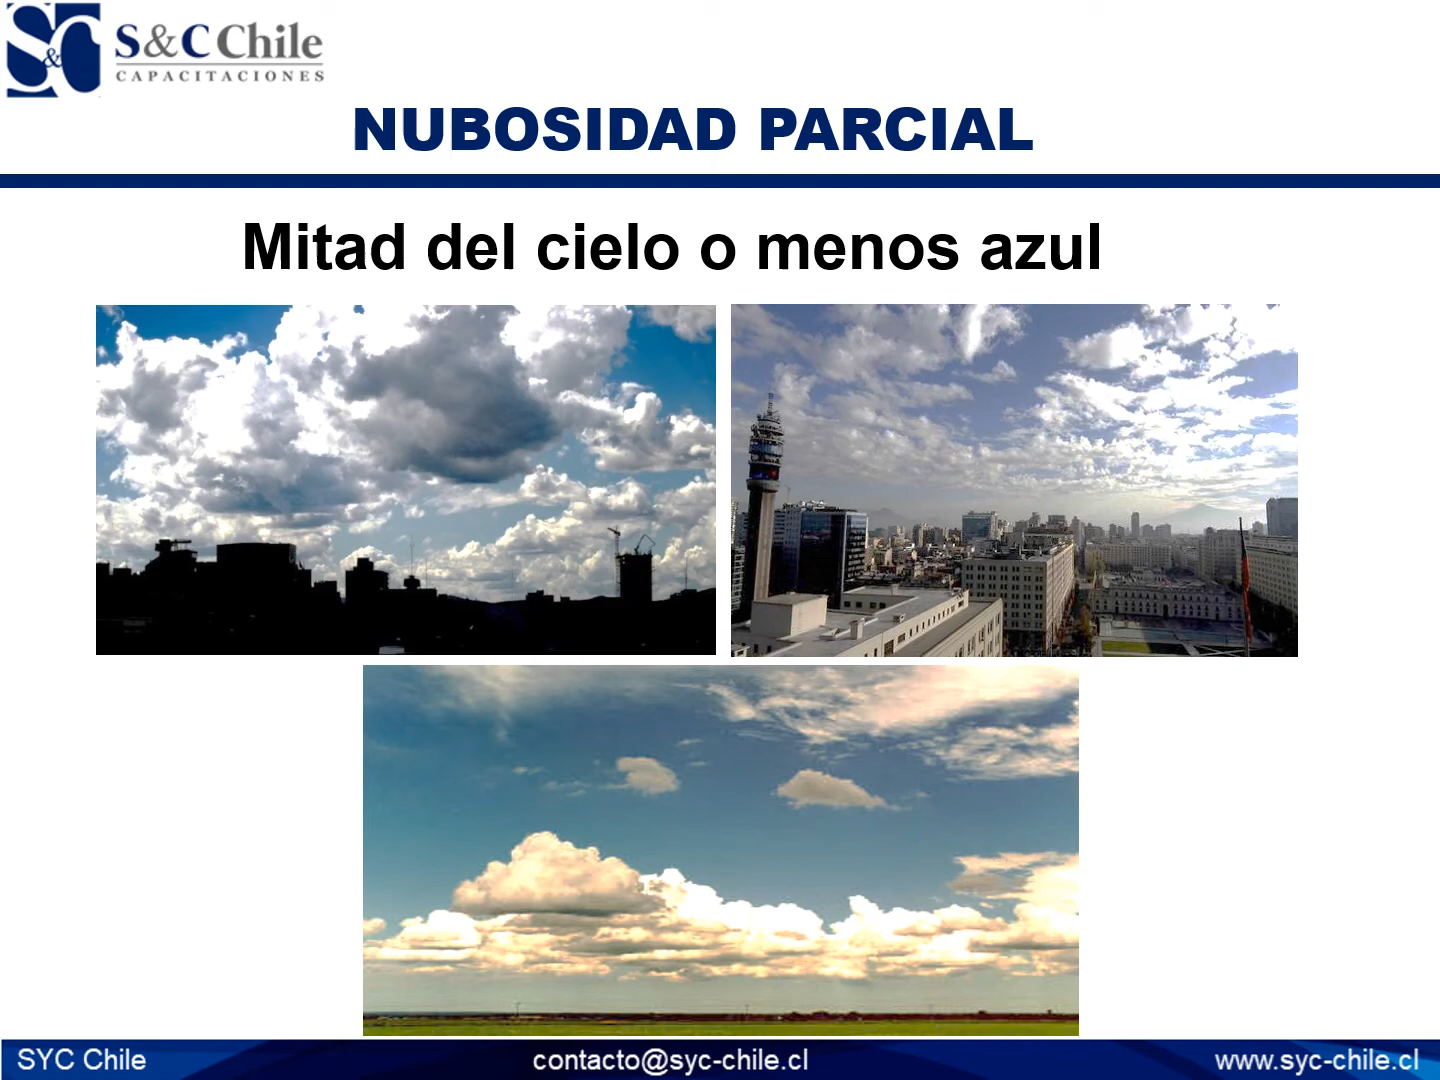 S&C
S&C Chile
CAPACITACIONES
NUBOSIDAD PARCIAL
Mitad del cielo o menos azul
SYC Chile
contacto@syc-chile.cl
www.syc-chile.cl